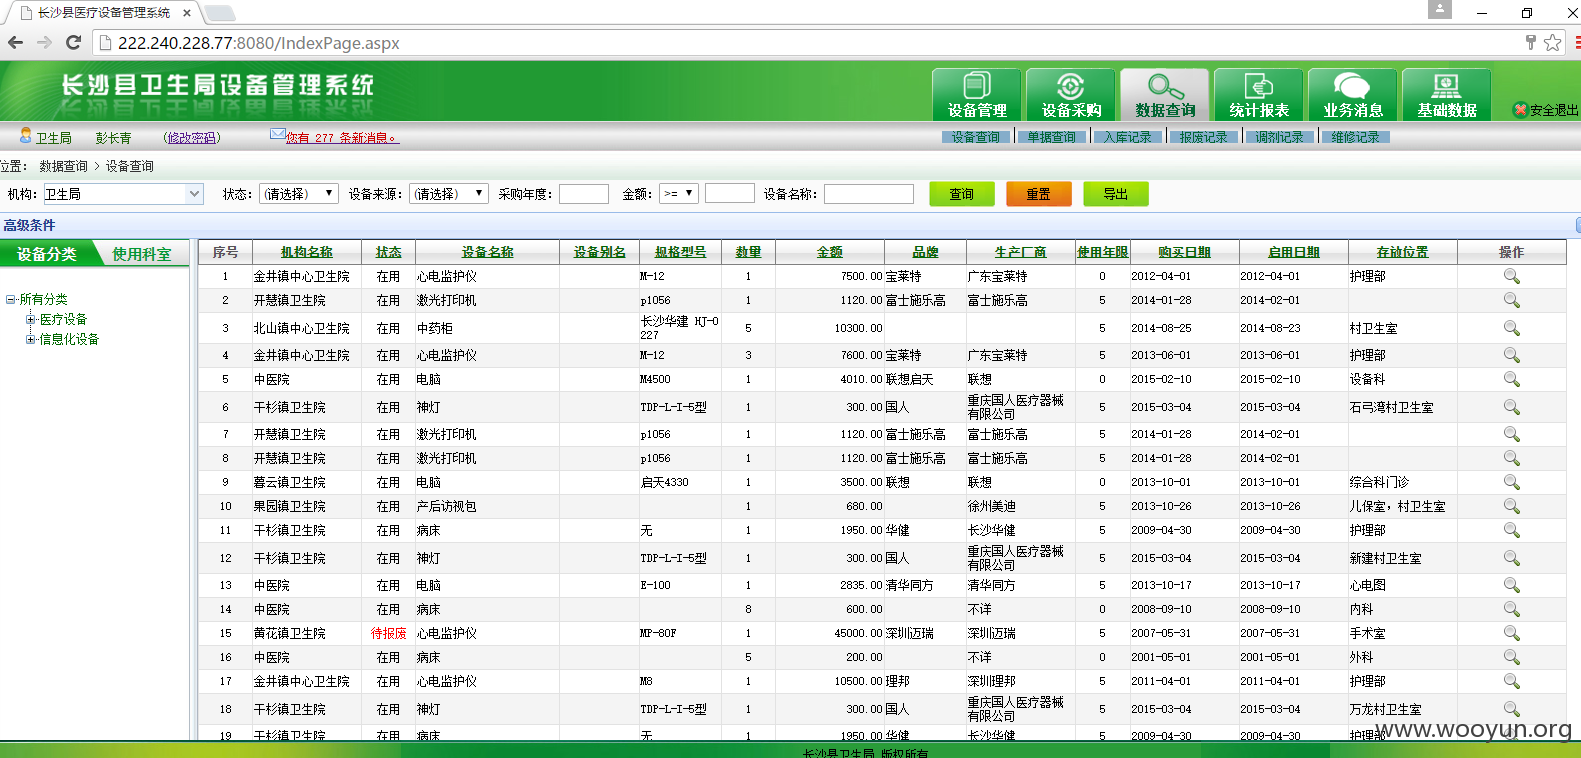 长沙县医疗设备管理系统
222.240.228.77:8080/IndexPage.aspx
长沙县卫生局设备管理系统
设备管理 设备采购 数据查询 统计报表 业务消息 基础数据 安全退出
卫生局 彭长青 (修改密码) 您有 277 条新消息。
设备查询 单据查询 入库记录 报废记录 调剂记录 维修记录
位置: 数据查询 > 设备查询
机构: 卫生局 状态: (请选择) 设备来源: (请选择) 采购年度: 金额: >= 设备名称: 查询 重置 导出
高级条件
设备分类 使用科室
所有分类
医疗设备
信息化设备
序号 机构名称 状态 设备名称 设备别名 规格型号 数量 金额 品牌 生产厂商 使用年限 购买日期 启用日期 存放位置 操作
1 金井镇中心卫生院 在用 心电监护仪 M-12 1 7500.00 宝莱特 广东宝莱特 0 2012-04-01 2012-04-01 护理部
2 开慧镇卫生院 在用 激光打印机 p1056 1 1120.00 富士施乐高 富士施乐高 5 2014-01-28 2014-02-01
3 北山镇中心卫生院 在用 中药柜 长沙华建 HJ-0227 5 10300.00 5 2014-08-25 2014-08-23 村卫生室
4 金井镇中心卫生院 在用 心电监护仪 M-12 3 7600.00 宝莱特 广东宝莱特 5 2013-06-01 2013-06-01 护理部
5 中医院 在用 电脑 M4500 1 4010.00 联想启天 联想 0 2015-02-10 2015-02-10 设备科
6 干杉镇卫生院 在用 神灯 TDP-L-I-5型 1 300.00 国人 重庆国人医疗器械有限公司 5 2015-03-04 2015-03-04 石弓湾村卫生室
7 开慧镇卫生院 在用 激光打印机 p1056 1 1120.00 富士施乐高 富士施乐高 5 2014-01-28 2014-02-01
8 开慧镇卫生院 在用 激光打印机 p1056 1 1120.00 富士施乐高 富士施乐高 5 2014-01-28 2014-02-01
9 暮云镇卫生院 在用 电脑 启天4330 1 3500.00 联想 联想 0 2013-10-01 2013-10-01 综合科门诊
10 果园镇卫生院 在用 产后访视包 1 680.00 徐州美迪 5 2013-10-26 2013-10-26 儿保室，村卫生室
11 干杉镇卫生院 在用 病床 无 1 1950.00 华健 长沙华健 5 2009-04-30 2009-04-30 护理部
12 干杉镇卫生院 在用 神灯 TDP-L-I-5型 1 300.00 国人 重庆国人医疗器械有限公司 5 2015-03-04 2015-03-04 新建村卫生室
13 中医院 在用 电脑 E-100 1 2835.00 清华同方 清华同方 5 2013-10-17 2013-10-17 心电图
14 中医院 在用 病床 8 600.00 不详 0 2008-09-10 2008-09-10 内科
15 黄花镇卫生院 待报废 心电监护仪 MP-80F 1 45000.00 深圳迈瑞 深圳迈瑞 5 2007-05-31 2007-05-31 手术室
16 中医院 在用 病床 5 200.00 不详 0 2001-05-01 2001-05-01 外科
17 金井镇中心卫生院 在用 心电监护仪 M8 1 10500.00 理邦 深圳理邦 5 2011-04-01 2011-04-01 护理部
18 干杉镇卫生院 在用 神灯 TDP-L-I-5型 1 300.00 国人 重庆国人医疗器械有限公司 5 2015-03-04 2015-03-04 万龙村卫生室
19 干杉镇卫生院 在用 病床 无 1 1950.00 华健 长沙华健 5 2009-04-30 2009-04-30 护理部
www.wooyun.org
长沙县卫生局 版权所有